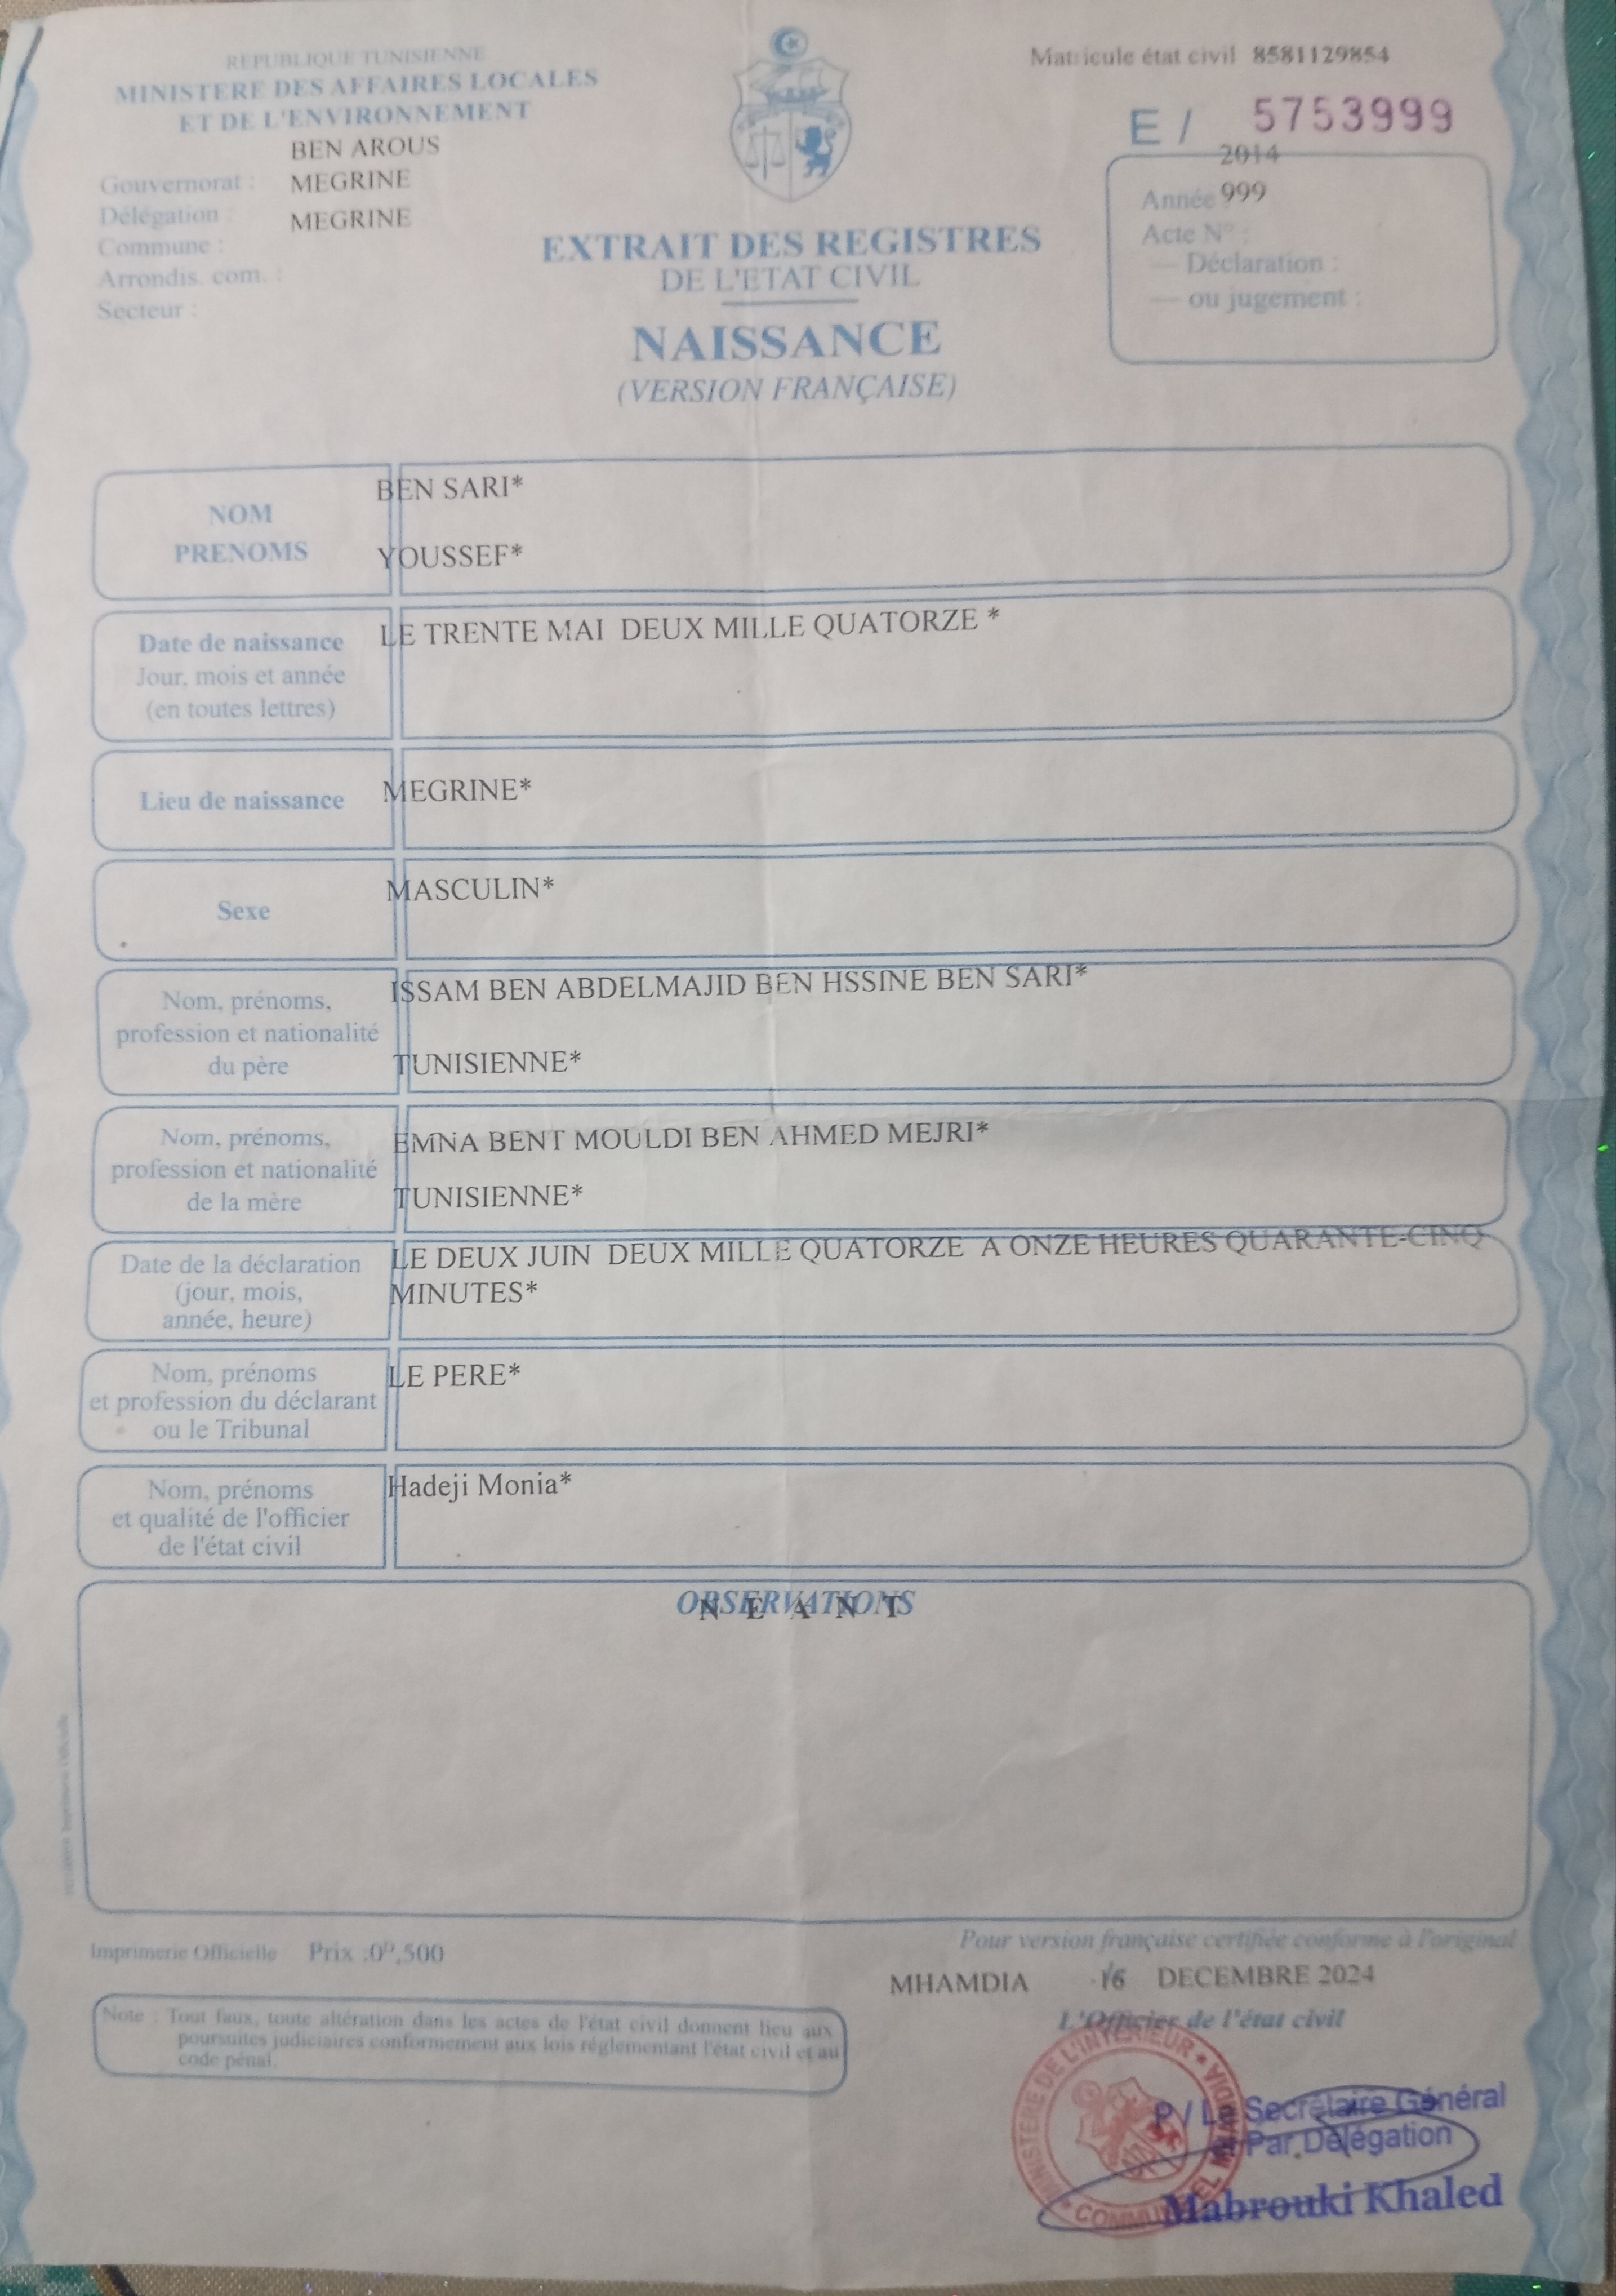 REPUBLIQUE TUNISIENNE
MINISTERE DES AFFAIRES LOCALES
ET DE L'ENVIRONNEMENT
BEN AROUS
Gouvernorat : MEGRINE
Délégation : MEGRINE
Commune :
Arrondis. com. :
Secteur :
Matricule état civil 8581129854
E / 5753999
2014
Année 999
Acte N° :
— Déclaration :
— ou jugement :
EXTRAIT DES REGISTRES
DE L'ETAT CIVIL
NAISSANCE
(VERSION FRANÇAISE)
NOM
PRENOMS
BEN SARI*
YOUSSEF*
Date de naissance
Jour, mois et année
(en toutes lettres)
LE TRENTE MAI DEUX MILLE QUATORZE *
Lieu de naissance
MEGRINE*
Sexe
MASCULIN*
Nom, prénoms,
profession et nationalité
du père
ISSAM BEN ABDELMAJID BEN HSSINE BEN SARI*
TUNISIENNE*
Nom, prénoms,
profession et nationalité
de la mère
EMNA BENT MOULDI BEN AHMED MEJRI*
TUNISIENNE*
Date de la déclaration
(jour, mois,
année, heure)
LE DEUX JUIN DEUX MILLE QUATORZE A ONZE HEURES QUARANTE-CINQ
MINUTES*
Nom, prénoms
et profession du déclarant
ou le Tribunal
LE PERE*
Nom, prénoms
et qualité de l'officier
de l'état civil
Hadeji Monia*
OBSERVATIONS
N E A N T
Imprimerie Officielle Prix :0ᴰ,500
Note : Tout faux, toute altération dans les actes de l'état civil donnent lieu aux
poursuites judiciaires conformement aux lois réglementant l'état civil et au
code pénal.
Pour version française certifiée conforme à l'original
MHAMDIA 16 DECEMBRE 2024
L'Officier de l'état civil
MINISTERE DE L'INTERIEUR
P / Le Secrétaire Général
Par Délégation
Mabrouki Khaled